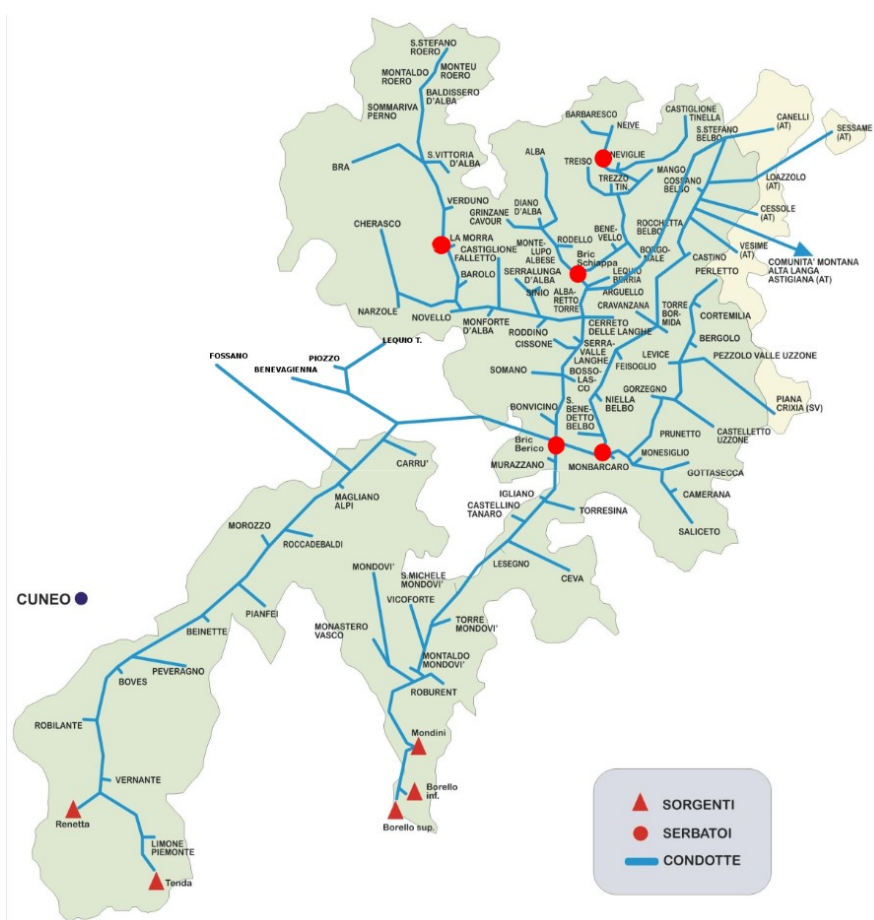 S.STEFANO
ROERO
MONTALDO
ROERO
MONTEU
ROERO
BALDISSERO
D'ALBA
SOMMARIVA
PERNO
BRA
S.VITTORIA
D'ALBA
CHERASCO
VERDUNO
LA MORRA
CASTIGLIONE
FALLETTO
BAROLO
NARZOLE
NOVELLO
MONFORTE
D'ALBA
ALBA
DIANO
D'ALBA
GRINZANE
CAVOUR
MONTE-
LUPO
ALBESE
RODELLO
Bric
Schiappa
SERRALUNGA
D'ALBA
SINIO
ALBA-
RETTO
TORRE
RODDINO
CISSONE
BARBARESCO
NEIVE
CASTIGLIONE
TINELLA
S.STEFANO
BELBO
CANELLI
(AT)
SESSAME
(AT)
TREISO
NEVIGLIE
TREZZO
TIN.
MANGO
COSSANO
BELBO
LOAZZOLO
(AT)
CESSOLE
(AT)
BENE-
VELLO
ROCCHETTA
BELBO
BORGO-
MALE
VESIME
(AT)
COMUNITA' MONTANA
ALTA LANGA
ASTIGIANA (AT)
LEQUIO
BERRIA
ARGUELLO
CASTINO
PERLETTO
CRAVANZANA
TORRE
BOR-
MIDA
CORTEMILIA
CERRETO
DELLE LANGHE
SERRA-
VALLE
LANGHE
BERGOLO
LEVICE
PEZZOLO VALLE UZZONE
FEISOGLIO
SOMANO
BOSSO-
LAS-
CO
GORZEGNO
PIANA
CRIXIA (SV)
BONVICINO
S.
BENE-
DETTO
BELBO
NIELLA
BELBO
CASTELLETTO
UZZONE
PRUNETTO
Bric
Berico
MURAZZANO
MONBARCARO
MONESIGLIO
GOTTASECCA
CAMERANA
SALICETO
FOSSANO
PIOZZO
LEQUIO T.
BENEVAGIENNA
CARRU'
MAGLIANO
ALPI
IGLIANO
CASTELLINO
TANARO
TORRESINA
MOROZZO
ROCCADEBALDI
MONDOVI'
S.MICHELE
MONDOVI'
LESEGNO
CEVA
CUNEO
VICOFORTE
PIANFEI
BEINETTE
MONASTERO
VASCO
TORRE
MONDOVI'
MONTALDO
MONDOVI'
PEVERAGNO
BOVES
ROBURENT
ROBILANTE
Mondini
VERNANTE
Borello
inf.
Renetta
Borello sup.
LIMONE
PIEMONTE
Tenda
SORGENTI
SERBATOI
CONDOTTE